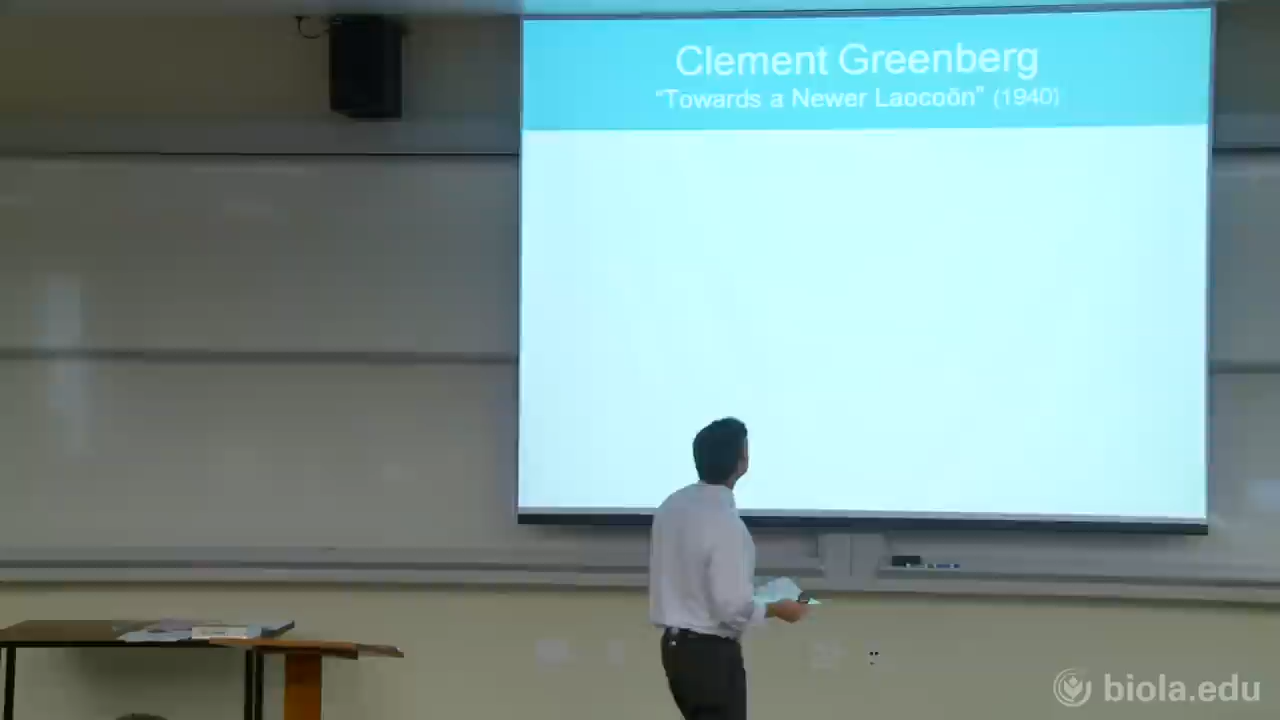 Clement Greenberg
“Towards a Newer Laocoön” (1940)
biola.edu